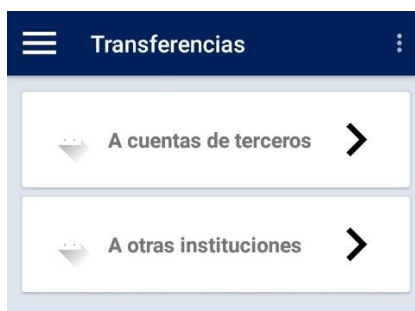 Transferencias
A cuentas de terceros
A otras instituciones